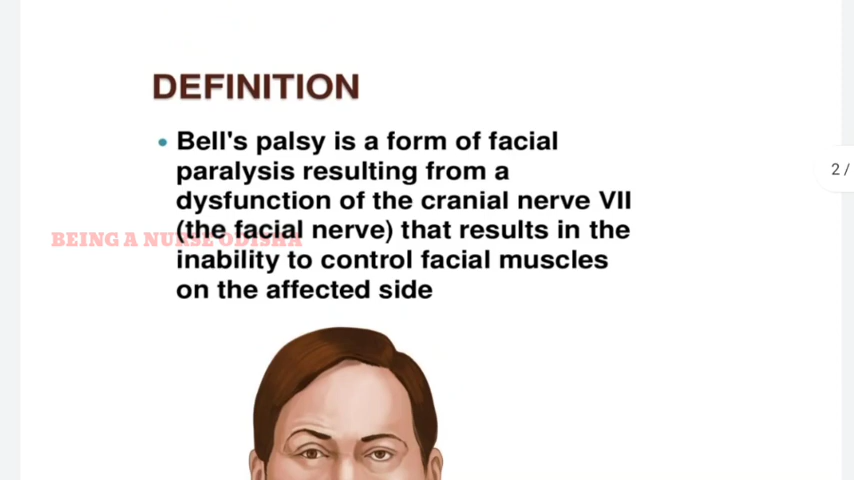 DEFINITION
• Bell's palsy is a form of facial
paralysis resulting from a
dysfunction of the cranial nerve VII
(the facial nerve) that results in the
inability to control facial muscles
on the affected side
BEING A NURSE ODISHA
2 /